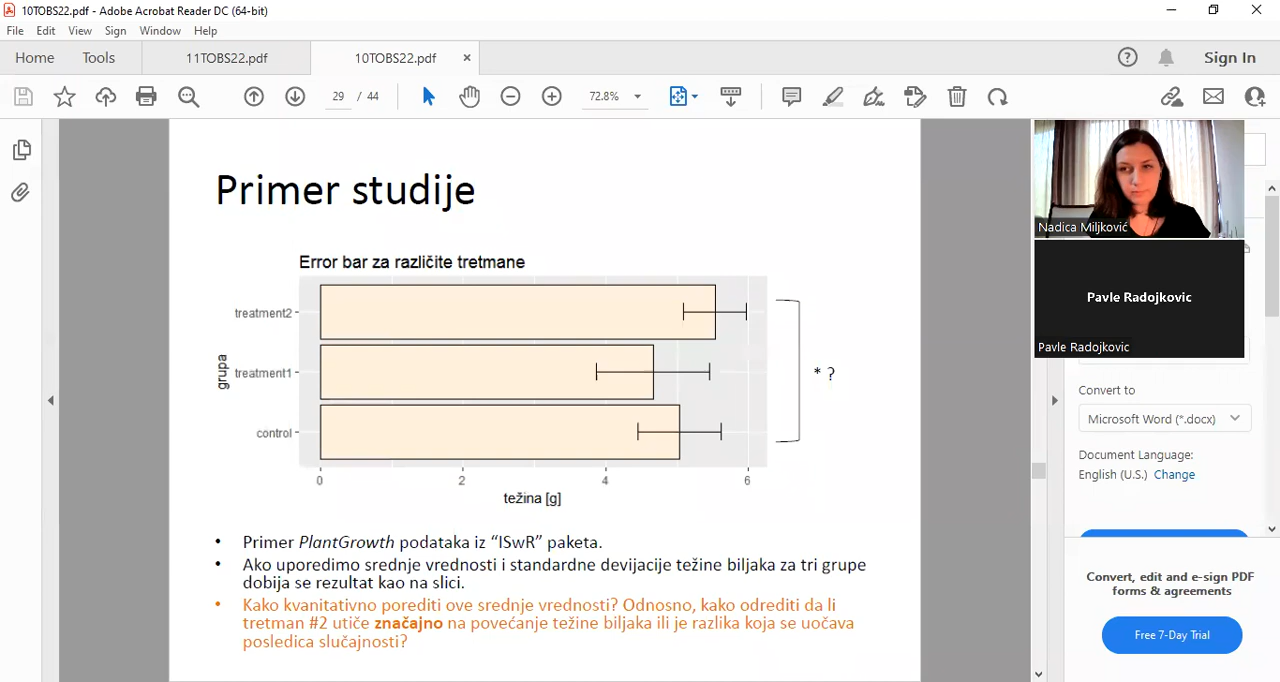 10TOBS22.pdf - Adobe Acrobat Reader DC (64-bit)
File Edit View Sign Window Help
Home Tools 11TOBS22.pdf 10TOBS22.pdf × Sign In
29 / 44 72.8%
Primer studije
Error bar za različite tretmane
treatment2
treatment1
control
grupa
0 2 4 6
težina [g]
* ?
• Primer PlantGrowth podataka iz “ISwR” paketa.
• Ako uporedimo srednje vrednosti i standardne devijacije težine biljaka za tri grupe
dobija se rezultat kao na slici.
• Kako kvanitativno porediti ove srednje vrednosti? Odnosno, kako odrediti da li
tretman #2 utiče značajno na povećanje težine biljaka ili je razlika koja se uočava
posledica slučajnosti?
Nadica Miljković
Pavle Radojkovic
Pavle Radojkovic
Convert to
Microsoft Word (*.docx)
Document Language:
English (U.S.) Change
Convert, edit and e-sign PDF
forms & agreements
Free 7-Day Trial